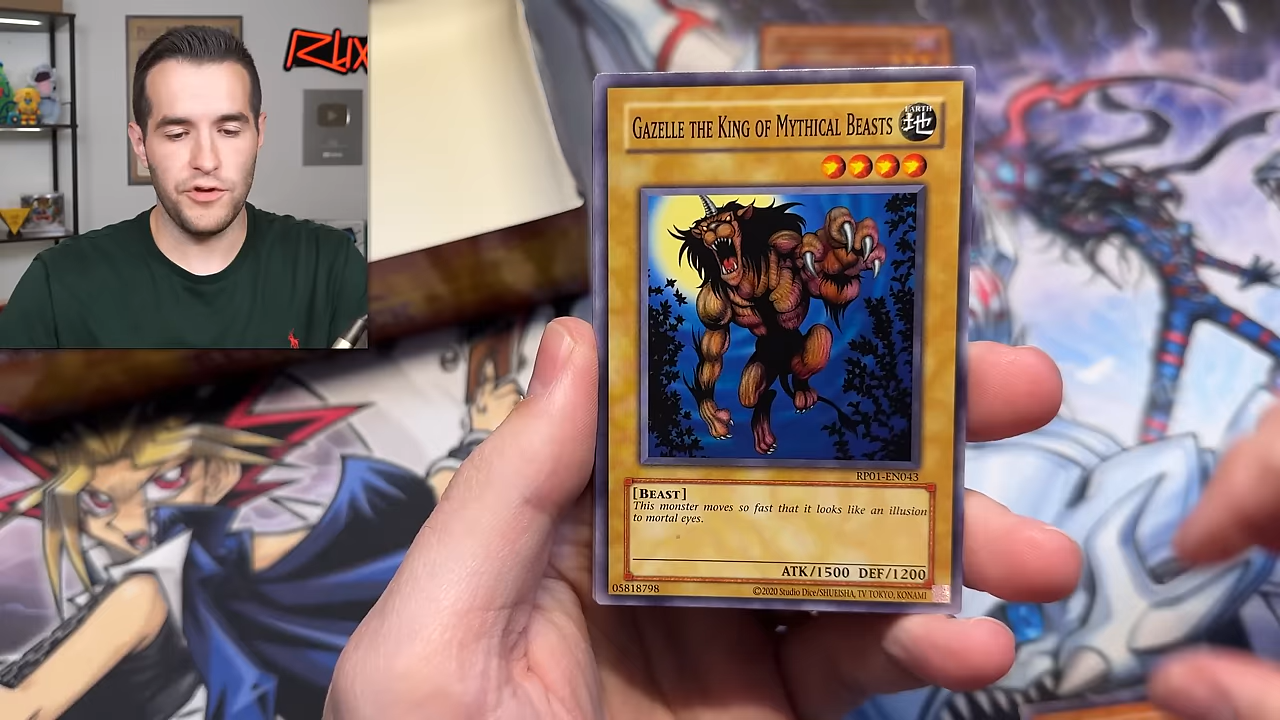 RUX
GAZELLE THE KING OF MYTHICAL BEASTS
EARTH
地
RP01-EN043
[BEAST]
This monster moves so fast that it looks like an illusion
to mortal eyes.
ATK/1500 DEF/1200
05818798
©2020 Studio Dice/SHUEISHA, TV TOKYO, KONAMI